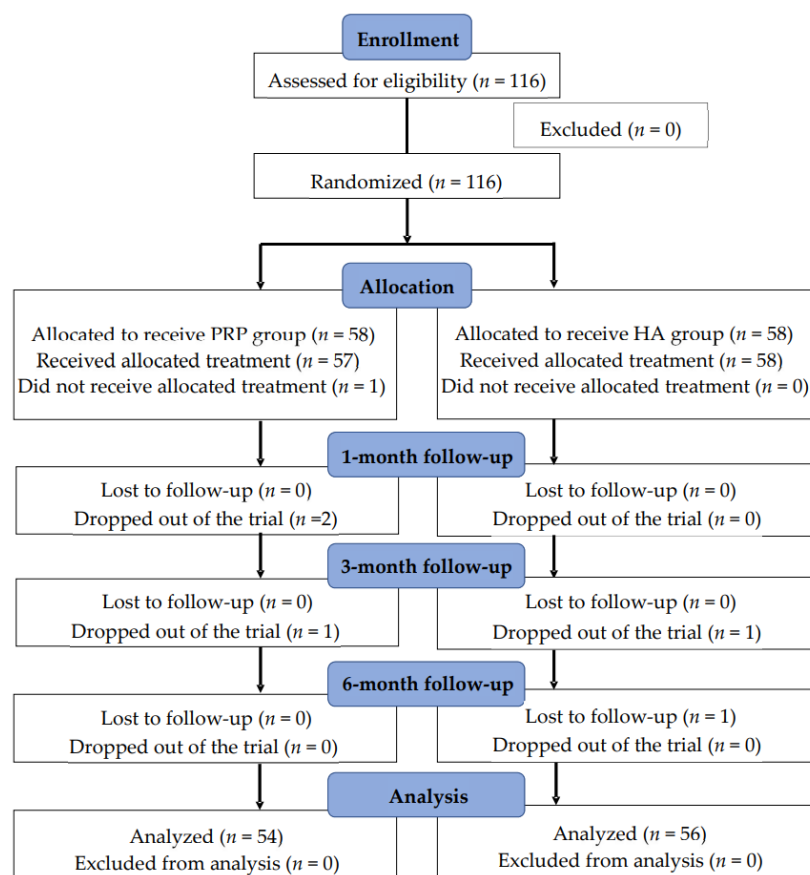 Enrollment
Assessed for eligibility (n = 116)
Excluded (n = 0)
Randomized (n = 116)
Allocation
Allocated to receive PRP group (n = 58)
Received allocated treatment (n = 57)
Did not receive allocated treatment (n = 1)
Allocated to receive HA group (n = 58)
Received allocated treatment (n = 58)
Did not receive allocated treatment (n = 0)
1-month follow-up
Lost to follow-up (n = 0)
Dropped out of the trial (n =2)
Lost to follow-up (n = 0)
Dropped out of the trial (n = 0)
3-month follow-up
Lost to follow-up (n = 0)
Dropped out of the trial (n = 1)
Lost to follow-up (n = 0)
Dropped out of the trial (n = 1)
6-month follow-up
Lost to follow-up (n = 0)
Dropped out of the trial (n = 0)
Lost to follow-up (n = 1)
Dropped out of the trial (n = 0)
Analysis
Analyzed (n = 54)
Excluded from analysis (n = 0)
Analyzed (n = 56)
Excluded from analysis (n = 0)